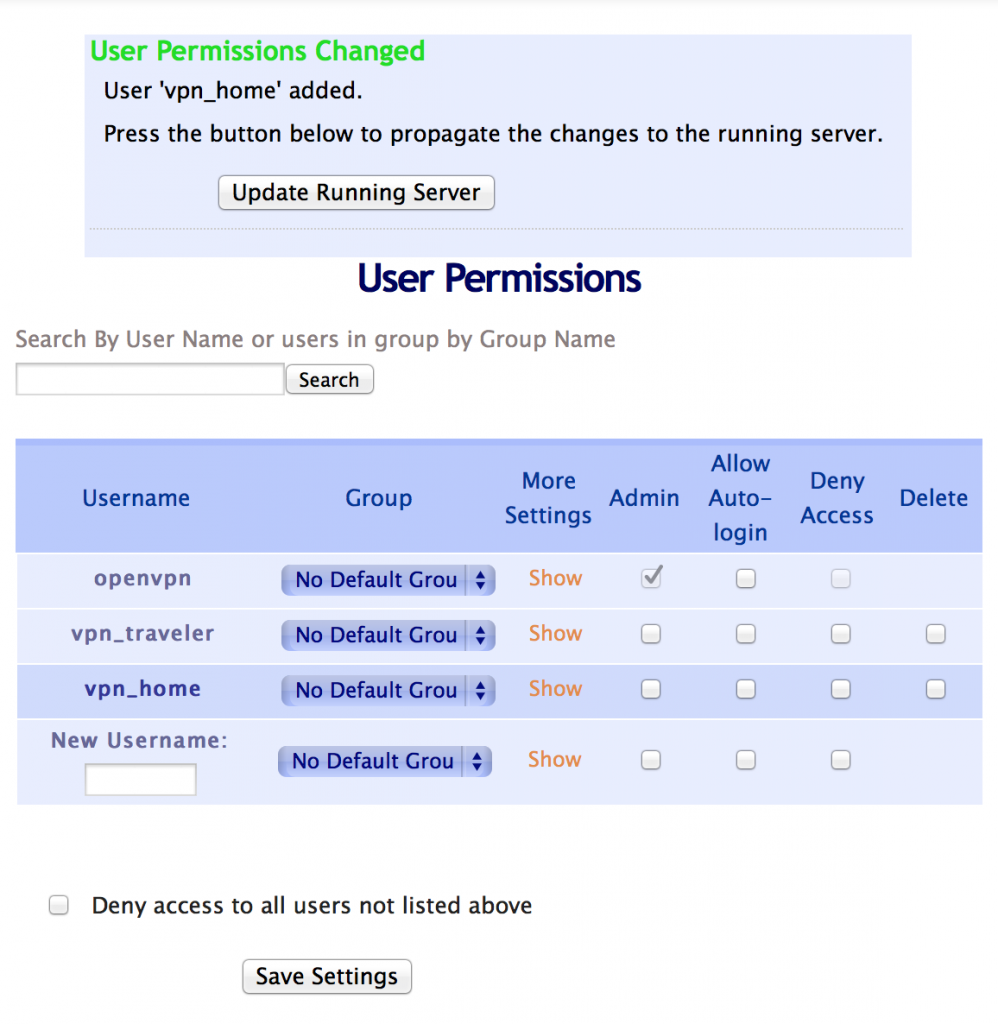 User Permissions Changed
User 'vpn_home' added.
Press the button below to propagate the changes to the running server.
Update Running Server
User Permissions
Search By User Name or users in group by Group Name
Search
Username Group More Settings Admin Allow Auto-login Deny Access Delete
openvpn No Default Grou Show
vpn_traveler No Default Grou Show
vpn_home No Default Grou Show
New Username: No Default Grou Show
Deny access to all users not listed above
Save Settings